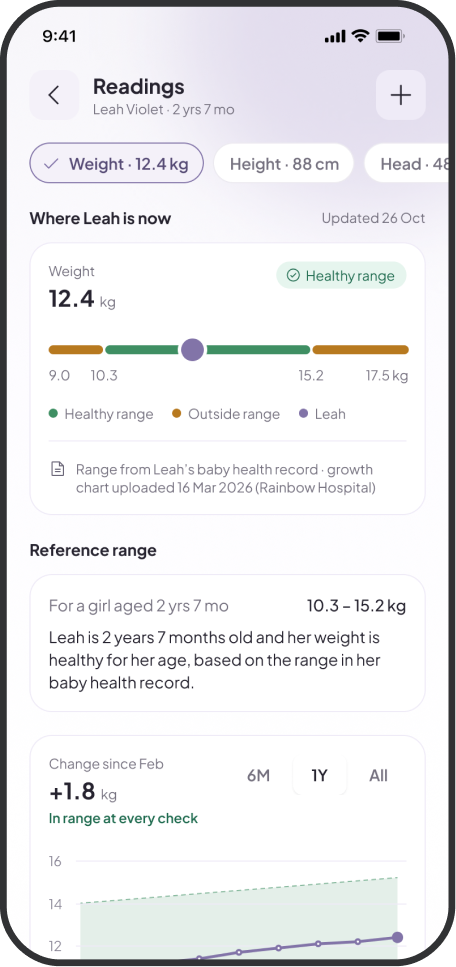 9:41
Readings
Leah Violet · 2 yrs 7 mo
Weight · 12.4 kg
Height · 88 cm
Head · 48
Where Leah is now
Updated 26 Oct
Weight
Healthy range
12.4 kg
9.0 10.3 15.2 17.5 kg
Healthy range Outside range Leah
Range from Leah's baby health record · growth
chart uploaded 16 Mar 2026 (Rainbow Hospital)
Reference range
For a girl aged 2 yrs 7 mo 10.3 – 15.2 kg
Leah is 2 years 7 months old and her weight is
healthy for her age, based on the range in her
baby health record.
Change since Feb
6M 1Y All
+1.8 kg
In range at every check
16
14
12